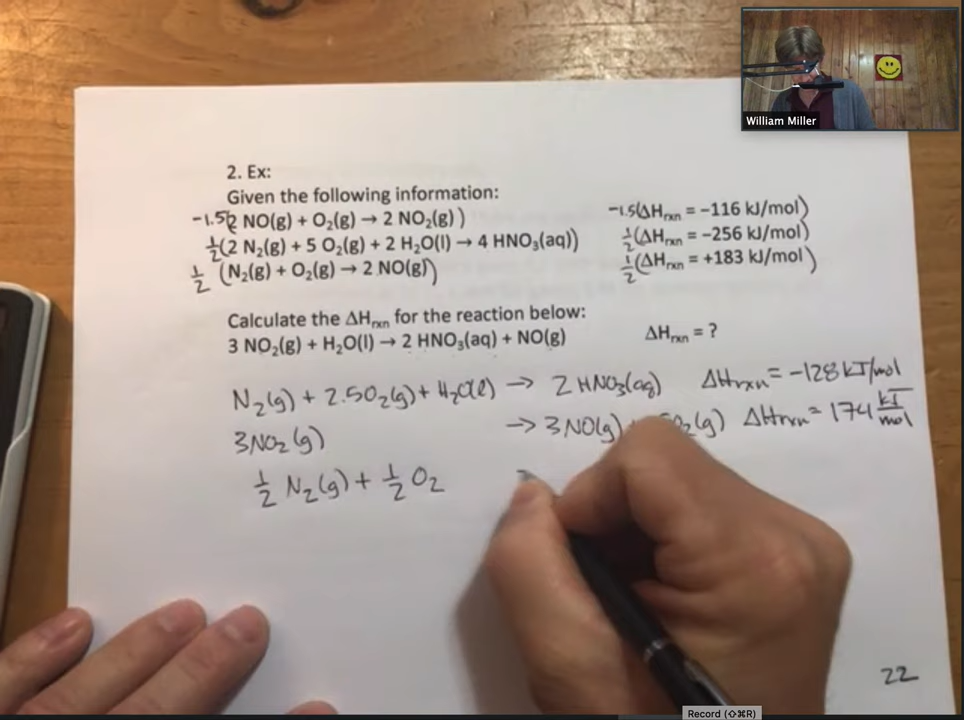 William Miller
2. Ex:
Given the following information:
-1.5(2 NO(g) + O₂(g) → 2 NO₂(g)) -1.5(ΔHrxn = −116 kJ/mol)
½(2 N₂(g) + 5 O₂(g) + 2 H₂O(l) → 4 HNO₃(aq)) ½(ΔHrxn = −256 kJ/mol)
½ (N₂(g) + O₂(g) → 2 NO(g)) ½(ΔHrxn = +183 kJ/mol)
Calculate the ΔHrxn for the reaction below:
3 NO₂(g) + H₂O(l) → 2 HNO₃(aq) + NO(g) ΔHrxn = ?
N₂(g) + 2.5O₂(g) + H₂O(l) → 2 HNO₃(aq) ΔHrxn = -128 kJ/mol
3NO₂(g) → 3NO(g) O₂(g) ΔHrxn = 174 kJ/mol
½ N₂(g) + ½ O₂
22
Record (⇧⌘R)